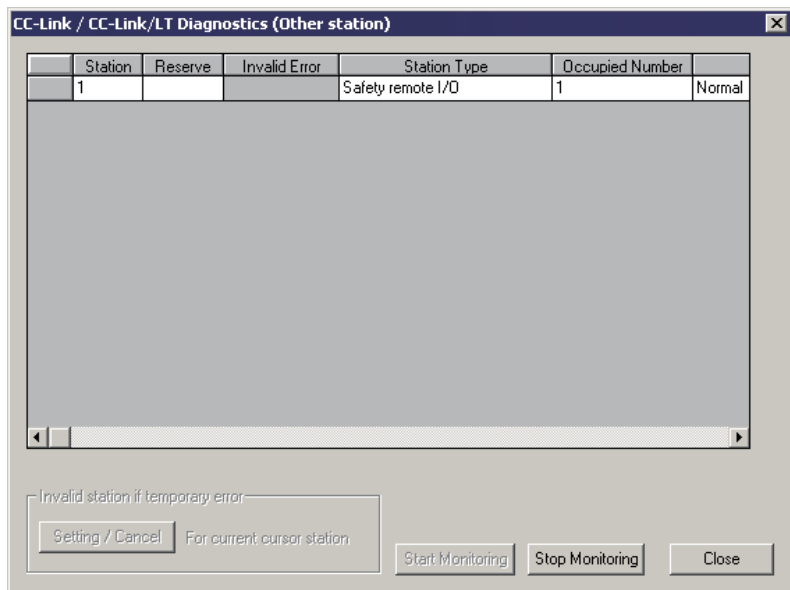 CC-Link / CC-Link/LT Diagnostics (Other station)
Station Reserve Invalid Error Station Type Occupied Number
1 Safety remote I/O 1 Normal
Invalid station if temporary error
Setting / Cancel For current cursor station
Start Monitoring Stop Monitoring Close